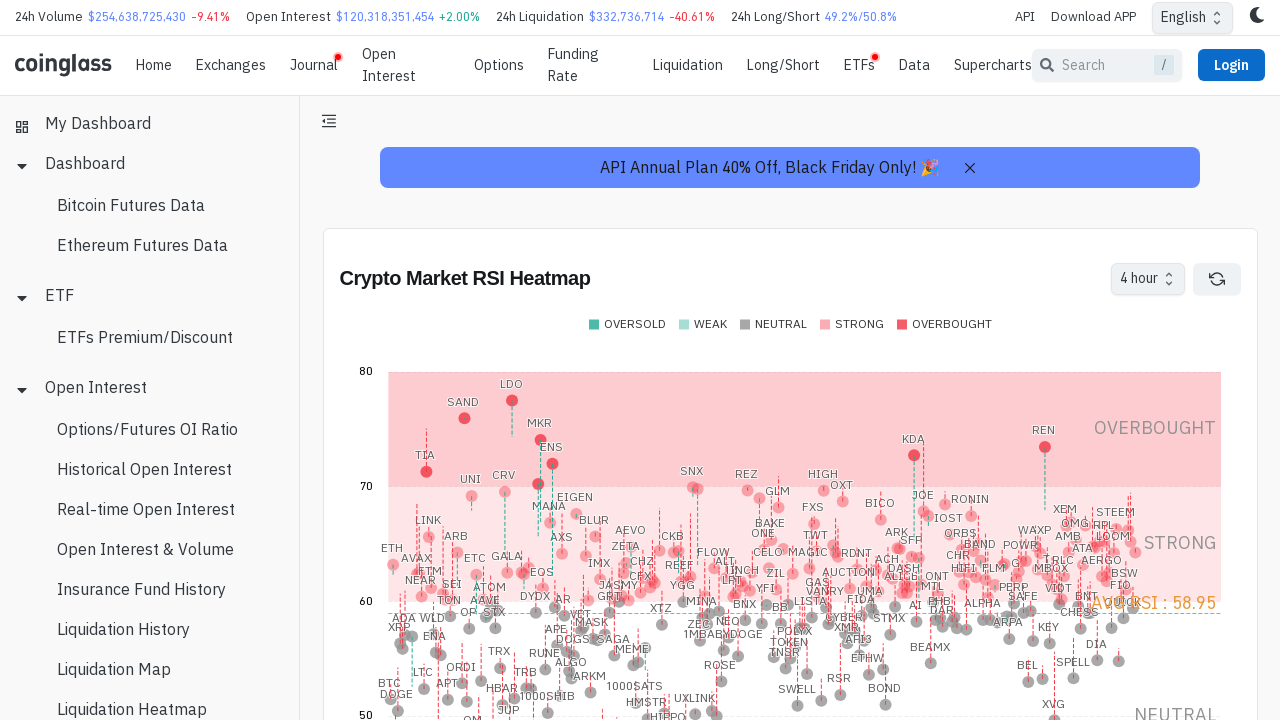 24h Volume $254,638,725,430 -9.41% Open Interest $120,318,351,454 +2.00% 24h Liquidation $332,736,714 -40.61% 24h Long/Short 49.2%/50.8% API Download APP English
coinglass Home Exchanges Journal Open Interest Options Funding Rate Liquidation Long/Short ETFs Data Supercharts Search / Login
My Dashboard
Dashboard
Bitcoin Futures Data
Ethereum Futures Data
ETF
ETFs Premium/Discount
Open Interest
Options/Futures OI Ratio
Historical Open Interest
Real-time Open Interest
Open Interest & Volume
Insurance Fund History
Liquidation History
Liquidation Map
Liquidation Heatmap
API Annual Plan 40% Off, Black Friday Only! 🎉
Crypto Market RSI Heatmap
4 hour
OVERSOLD WEAK NEUTRAL STRONG OVERBOUGHT
80
LDO
SAND
MKR
REN
OVERBOUGHT
KDA
ENS
TIA
SNX REZ HIGH
UNI CRV
OXT
70
GLM
EIGEN
JOE RONIN
BICO
MANA
FXS
XEM
STEEM
LINK
BLUR
BAKE
IOST
OMG RPL
ARB
AXS
AEVO
CKB
ONE
TWT
ARK
SFP
ORBS
WAXP
AMB
LOOM
ETH
ZETA
BAND
POWR
ATA
STRONG
AVAX
ETC GALA
IMX
CHZ
REEF
FLOW
CELO MAGIC
RDNT
ACH
CHR
TRLC
AERGO
FTM
EQS
ALT
1INCH
ZIL
AUCTION
DASH
HIFI
FLM
MBOX
BSW
NEAR
SEI
ATOM
JASMY
CFX
YGG
LPT
YFI
GAS
ALICE
ONT
MTL
PERP
VIDT
FIO
60
TON
AAVE
DYDX
AR
GRT
MINA
BNX
BB
LISTA
VANRY
UMA
FIDA
AI
BNB
ALPHA
SAFE
BNT
AVG RSI : 58.95
ADA WLD
OP STX
XTZ
DAR
CHESS
XRP
ENA
APE
MASK
ZEC
NEO
POLYX
CYBER
XMR
STMX
ARPA
KEY
TRX
RUNE
DOGS
SAGA
MEME
1MBABYDOGE
TOKEN
API3
BEAMX
DIA
LTC
ORDI
TRB
ALGO
ROSE
TNSR
ETHW
BEL
SPELL
BTC
DOGE
APT
HBAR
1000SHIB
ARKM
1000SATS
UXLINK
SWELL
RSR
BOND
JUP
HMSTR
XVG
50
HIPPO
NEUTRAL